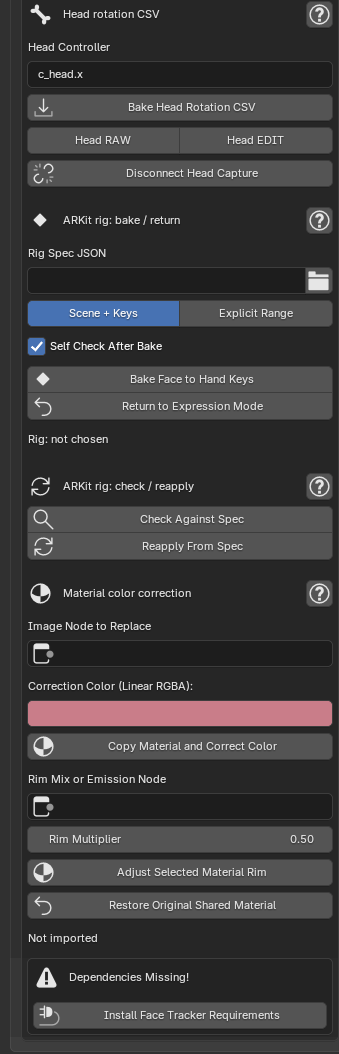 Head rotation CSV
Head Controller
c_head.x
Bake Head Rotation CSV
Head RAW Head EDIT
Disconnect Head Capture
ARKit rig: bake / return
Rig Spec JSON
Scene + Keys Explicit Range
Self Check After Bake
Bake Face to Hand Keys
Return to Expression Mode
Rig: not chosen
ARKit rig: check / reapply
Check Against Spec
Reapply From Spec
Material color correction
Image Node to Replace
Correction Color (Linear RGBA):
Copy Material and Correct Color
Rim Mix or Emission Node
Rim Multiplier 0.50
Adjust Selected Material Rim
Restore Original Shared Material
Not imported
Dependencies Missing!
Install Face Tracker Requirements